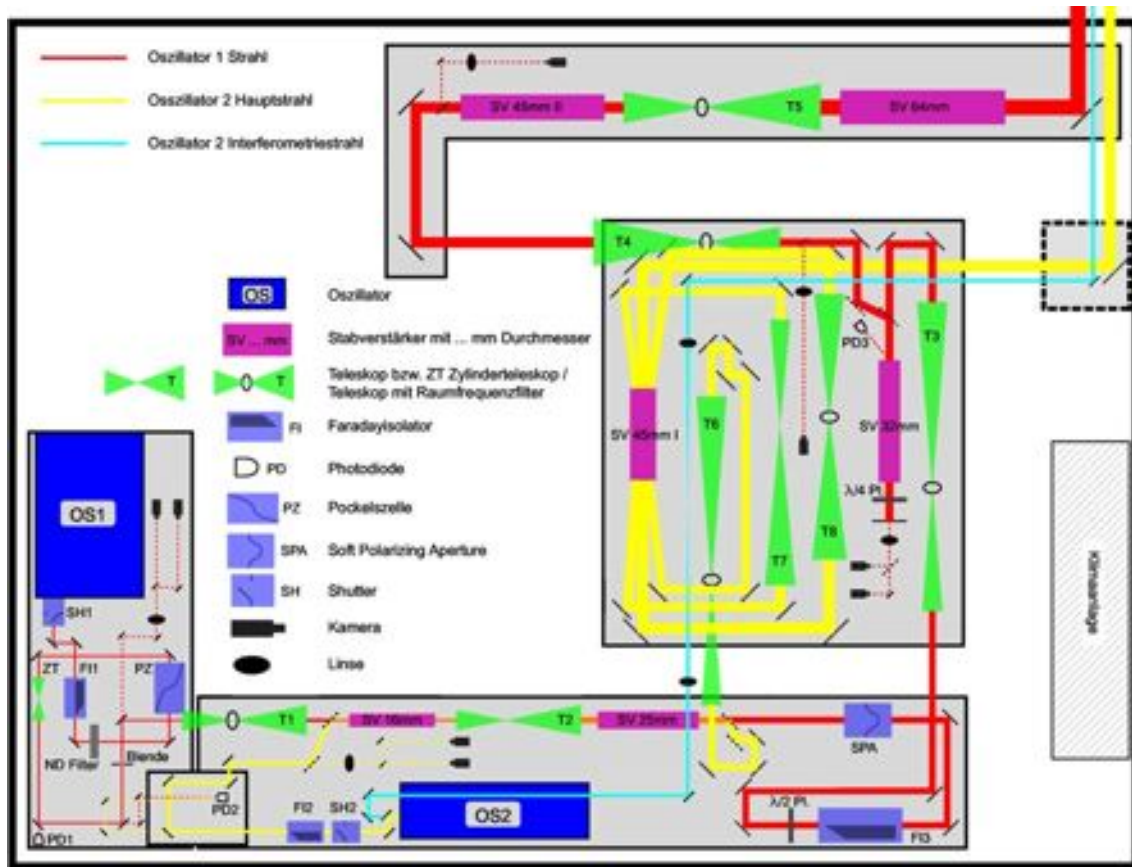 Oszillator 1 Strahl
Osszillator 2 Hauptstrahl
Oszillator 2 Interferometriestrahl
SV 45mm II
T5
SV 64mm
T4
OS
Oszillator
SV ... mm
Stabverstärker mit ... mm Durchmesser
T
T
Teleskop bzw. ZT Zylinderteleskop /
Teleskop mit Raumfrequenzfilter
FI
Faradayisolator
PD
Photodiode
PZ
Pockelszelle
SPA
Soft Polarizing Aperture
SH
Shutter
Kamera
Linse
PD3
T3
SV 45mm I
T6
SV 32mm
λ/4 Pl.
T8
T7
Klimaanlage
OS1
SH1
ZT
FI1
PZ
ND Filter
Blende
PD1
T1
SV 16mm
T2
SV 25mm
SPA
PD2
FI2
SH2
OS2
λ/2 Pl.
FI3